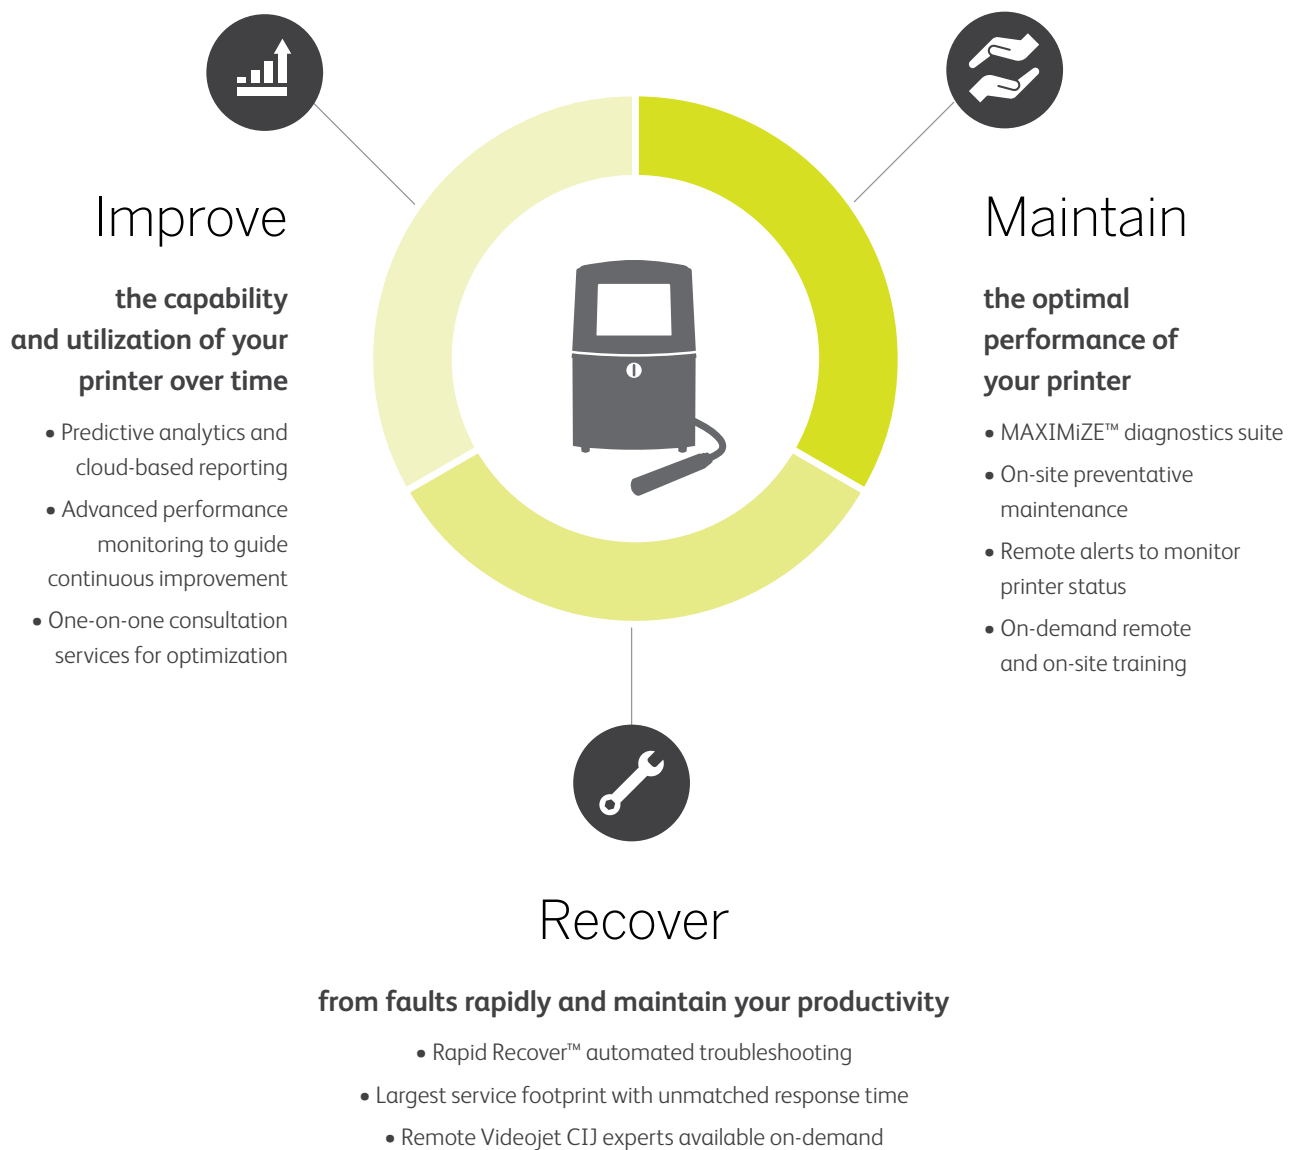 Improve
the capability
and utilization of your
printer over time
• Predictive analytics and
cloud-based reporting
• Advanced performance
monitoring to guide
continuous improvement
• One-on-one consultation
services for optimization
Maintain
the optimal
performance of
your printer
• MAXIMiZE™ diagnostics suite
• On-site preventative
maintenance
• Remote alerts to monitor
printer status
• On-demand remote
and on-site training
Recover
from faults rapidly and maintain your productivity
• Rapid Recover™ automated troubleshooting
• Largest service footprint with unmatched response time
• Remote Videojet CIJ experts available on-demand